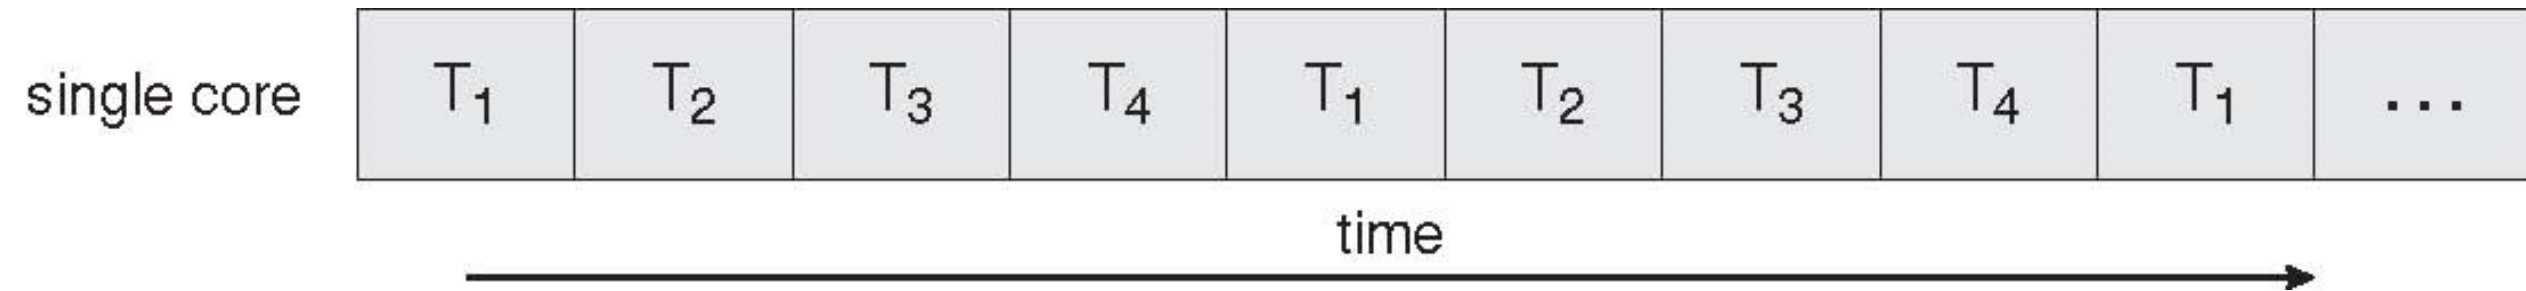 single core T₁ T₂ T₃ T₄ T₁ T₂ T₃ T₄ T₁ ...
time